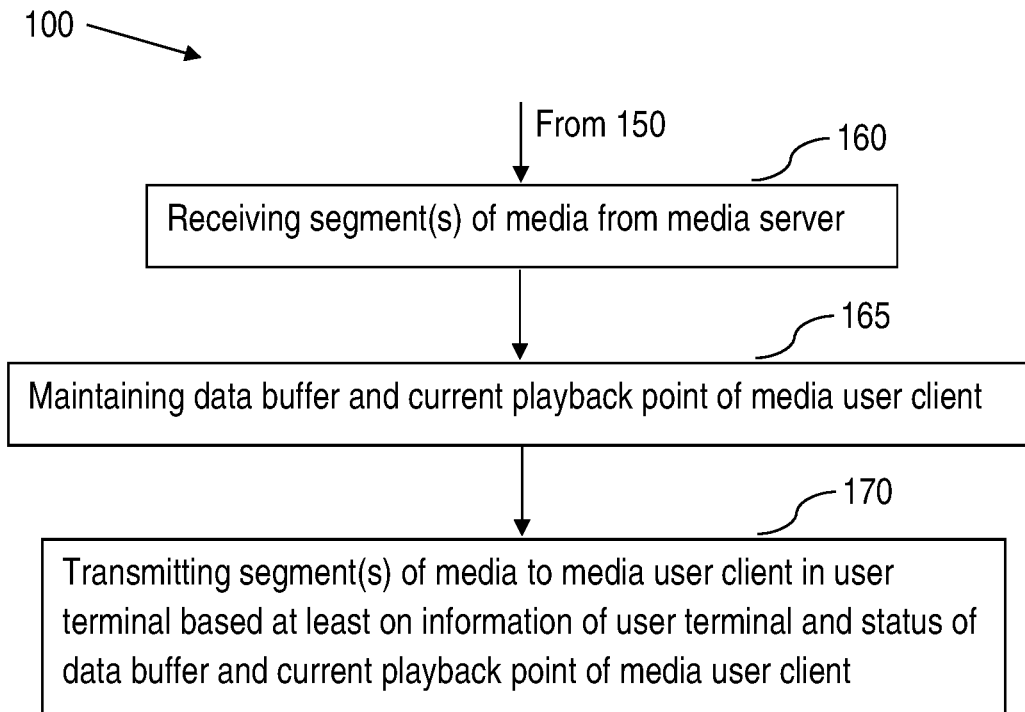 100
From 150
160
Receiving segment(s) of media from media server
165
Maintaining data buffer and current playback point of media user client
170
Transmitting segment(s) of media to media user client in user
terminal based at least on information of user terminal and status of
data buffer and current playback point of media user client